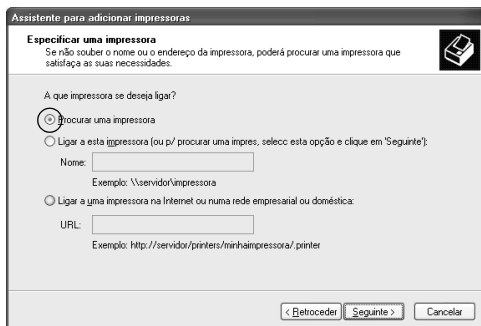 Assistente para adicionar impressoras
Especificar uma impressora
Se não souber o nome ou o endereço da impressora, poderá procurar uma impressora que
satisfaça as suas necessidades.
A que impressora se deseja ligar?
Procurar uma impressora
Ligar a esta impressora (ou p/ procurar uma impres, selecc esta opção e clique em 'Seguinte'):
Nome:
Exemplo: \\servidor\impressora
Ligar a uma impressora na Internet ou numa rede empresarial ou doméstica:
URL:
Exemplo: http://servidor/printers/minhaimpressora/.printer
< Retroceder Seguinte > Cancelar